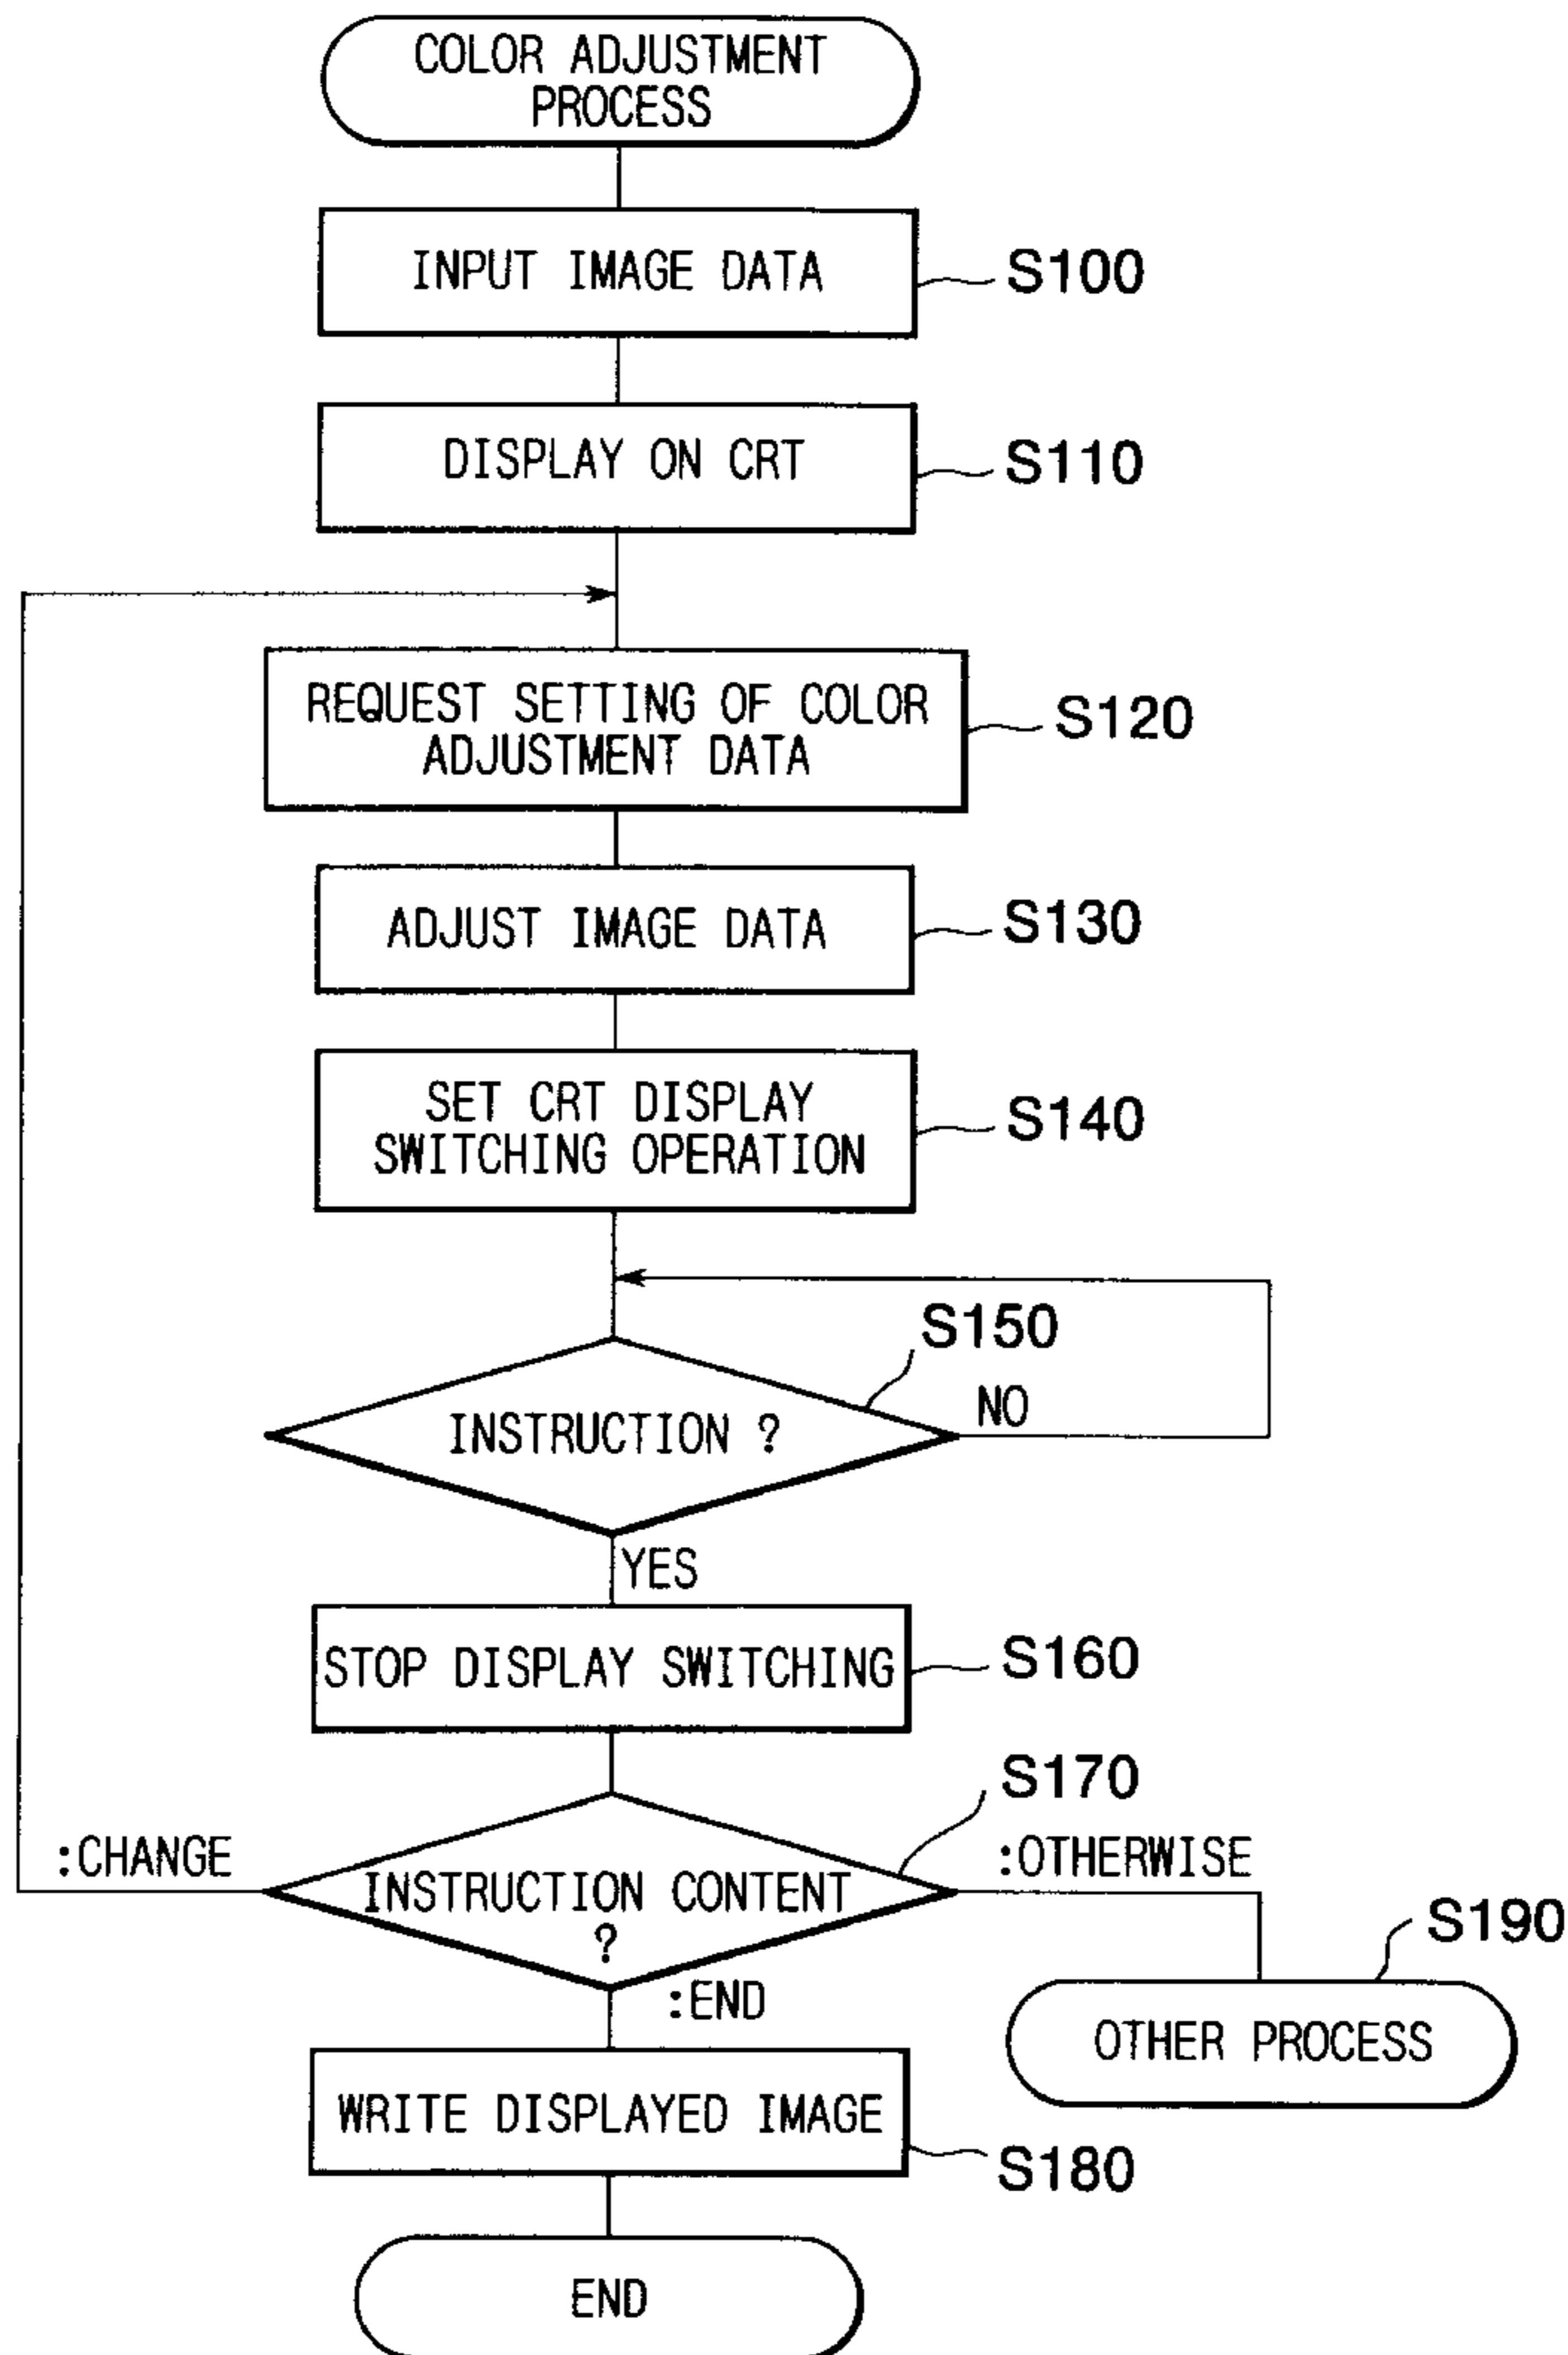 COLOR ADJUSTMENT
PROCESS
INPUT IMAGE DATA
S100
DISPLAY ON CRT
S110
REQUEST SETTING OF COLOR
ADJUSTMENT DATA
S120
ADJUST IMAGE DATA
S130
SET CRT DISPLAY
SWITCHING OPERATION
S140
S150
INSTRUCTION ?
NO
YES
STOP DISPLAY SWITCHING
S160
S170
:CHANGE
:OTHERWISE
INSTRUCTION CONTENT
?
S190
:END
OTHER PROCESS
WRITE DISPLAYED IMAGE
S180
END